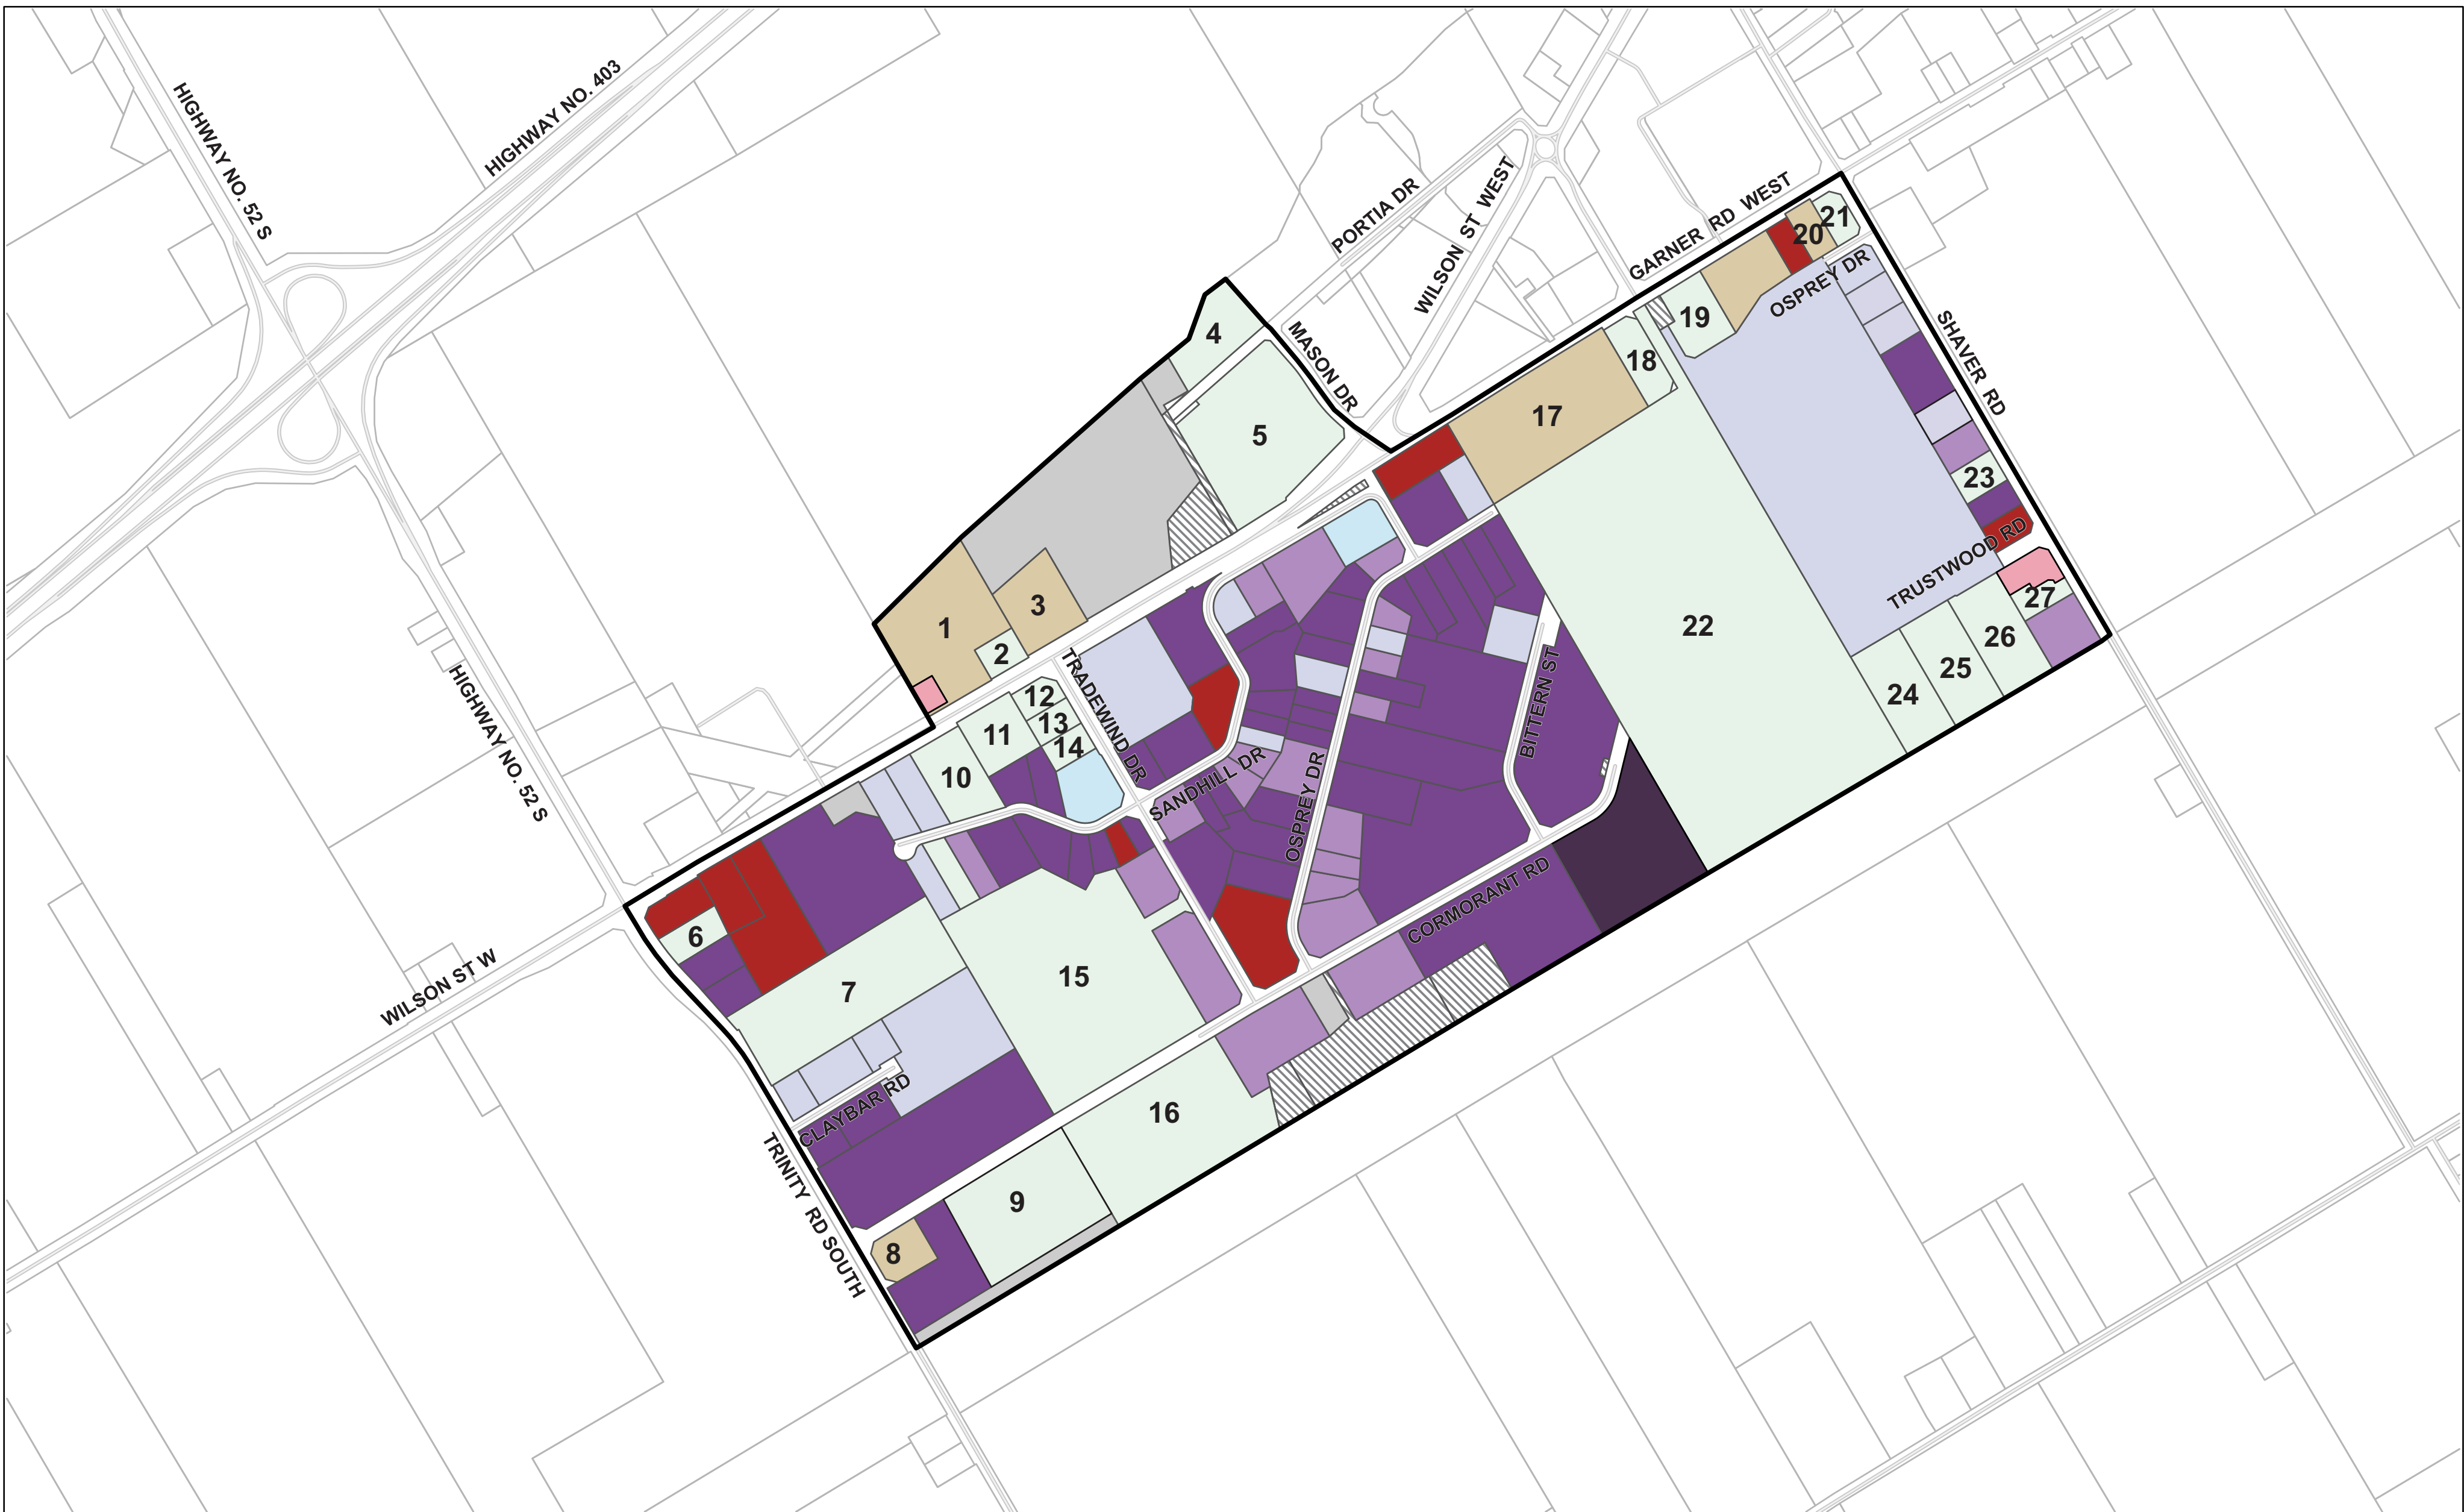 HIGHWAY NO. 52 S
HIGHWAY NO. 403
PORTIA DR
WILSON ST WEST
GARNER RD WEST
MASON DR
OSPREY DR
SHAVER RD
21
20
19
18
4
5
17
23
TRUSTWOOD RD
27
1
3
2
22
26
25
24
HIGHWAY NO. 52 S
TRADEWIND DR
12
13
14
11
10
BITTERN ST
SANDHILL DR
OSPREY DR
CORMORANT RD
6
7
15
WILSON ST W
CLAYBAR RD
16
TRINITY RD SOUTH
9
8